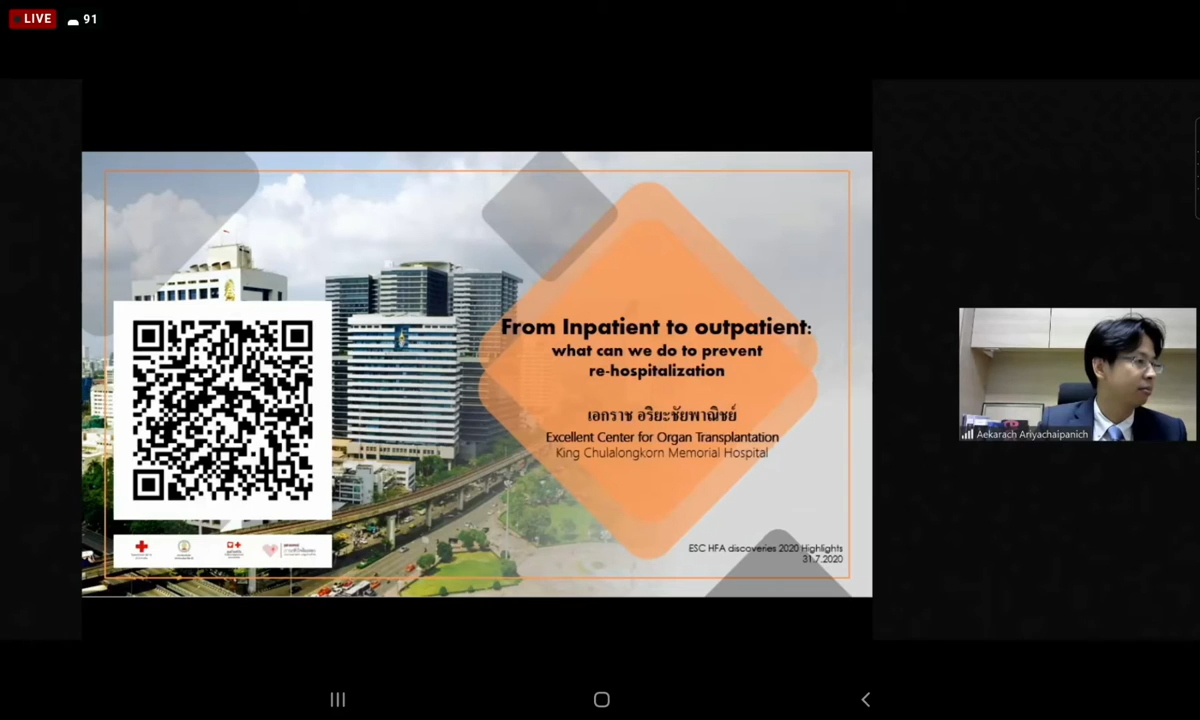 LIVE 91
From Inpatient to outpatient:
what can we do to prevent
re-hospitalization
เอกราช อริยะชัยพาณิชย์
Excellent Center for Organ Transplantation
King Chulalongkorn Memorial Hospital
Aekarach Ariyachaipanich
ESC HFA discoveries 2020 Highlights
31.7.2020